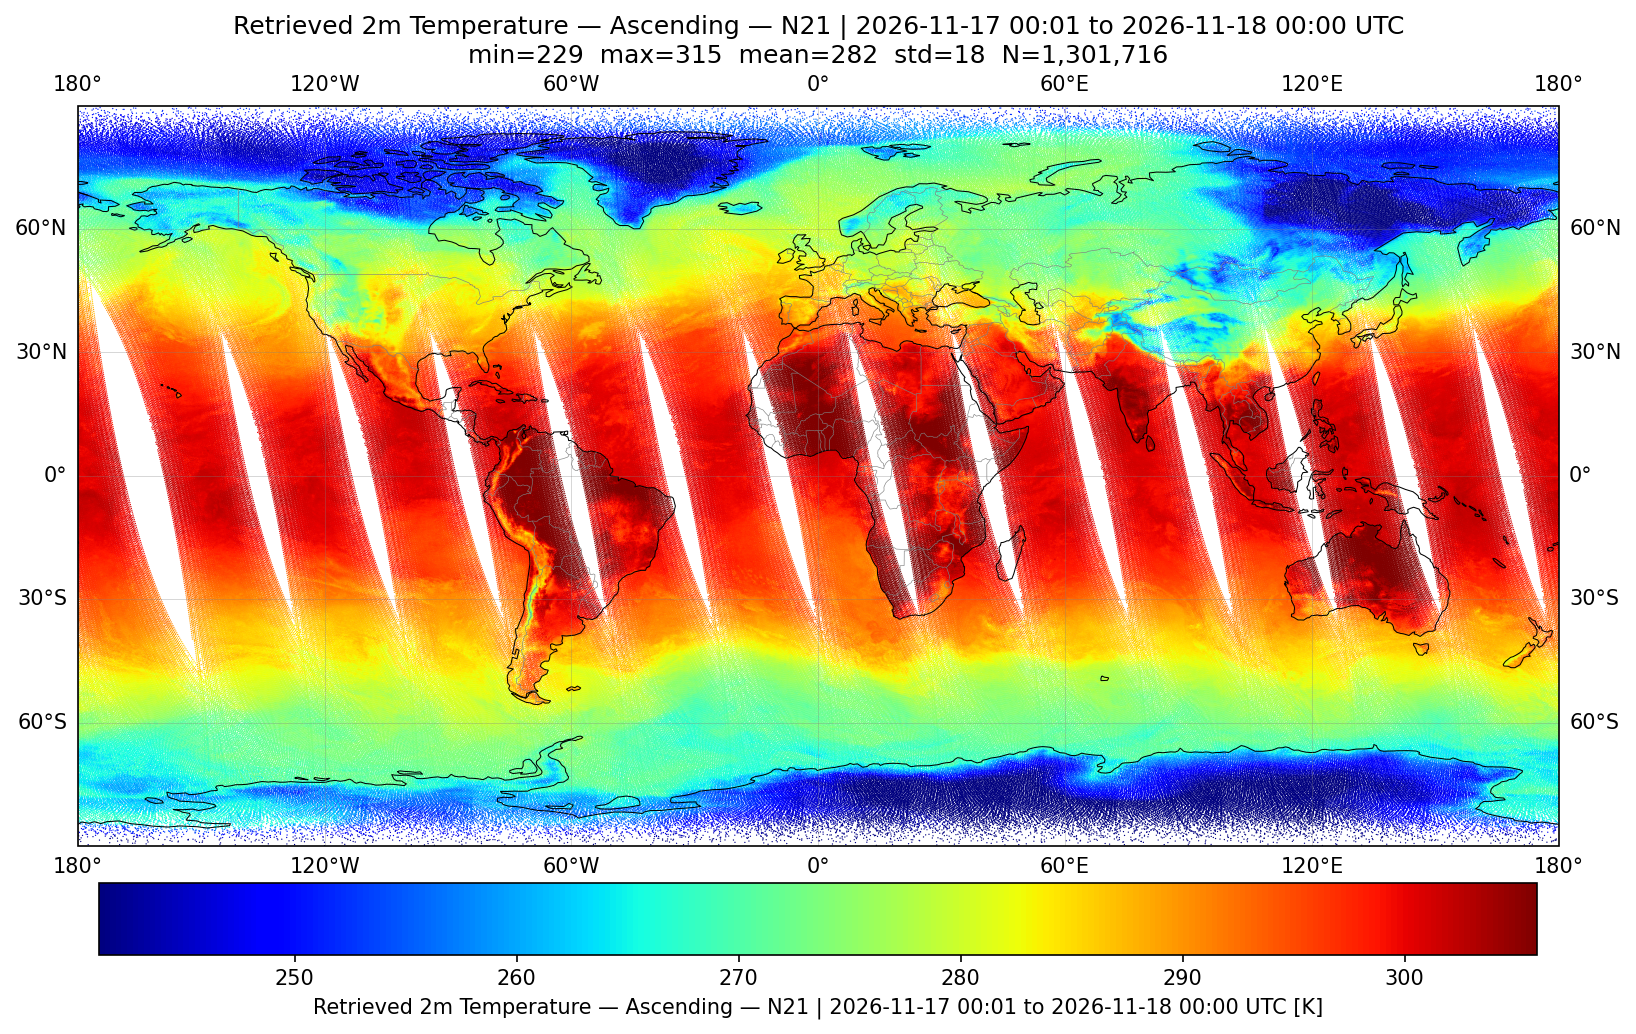 Retrieved 2m Temperature — Ascending — N21 | 2026-11-17 00:01 to 2026-11-18 00:00 UTC
min=229  max=315  mean=282  std=18  N=1,301,716
180° 120°W 60°W 0° 60°E 120°E 180°
60°N 60°N
30°N 30°N
0° 0°
30°S 30°S
60°S 60°S
180° 120°W 60°W 0° 60°E 120°E 180°
250 260 270 280 290 300
Retrieved 2m Temperature — Ascending — N21 | 2026-11-17 00:01 to 2026-11-18 00:00 UTC [K]